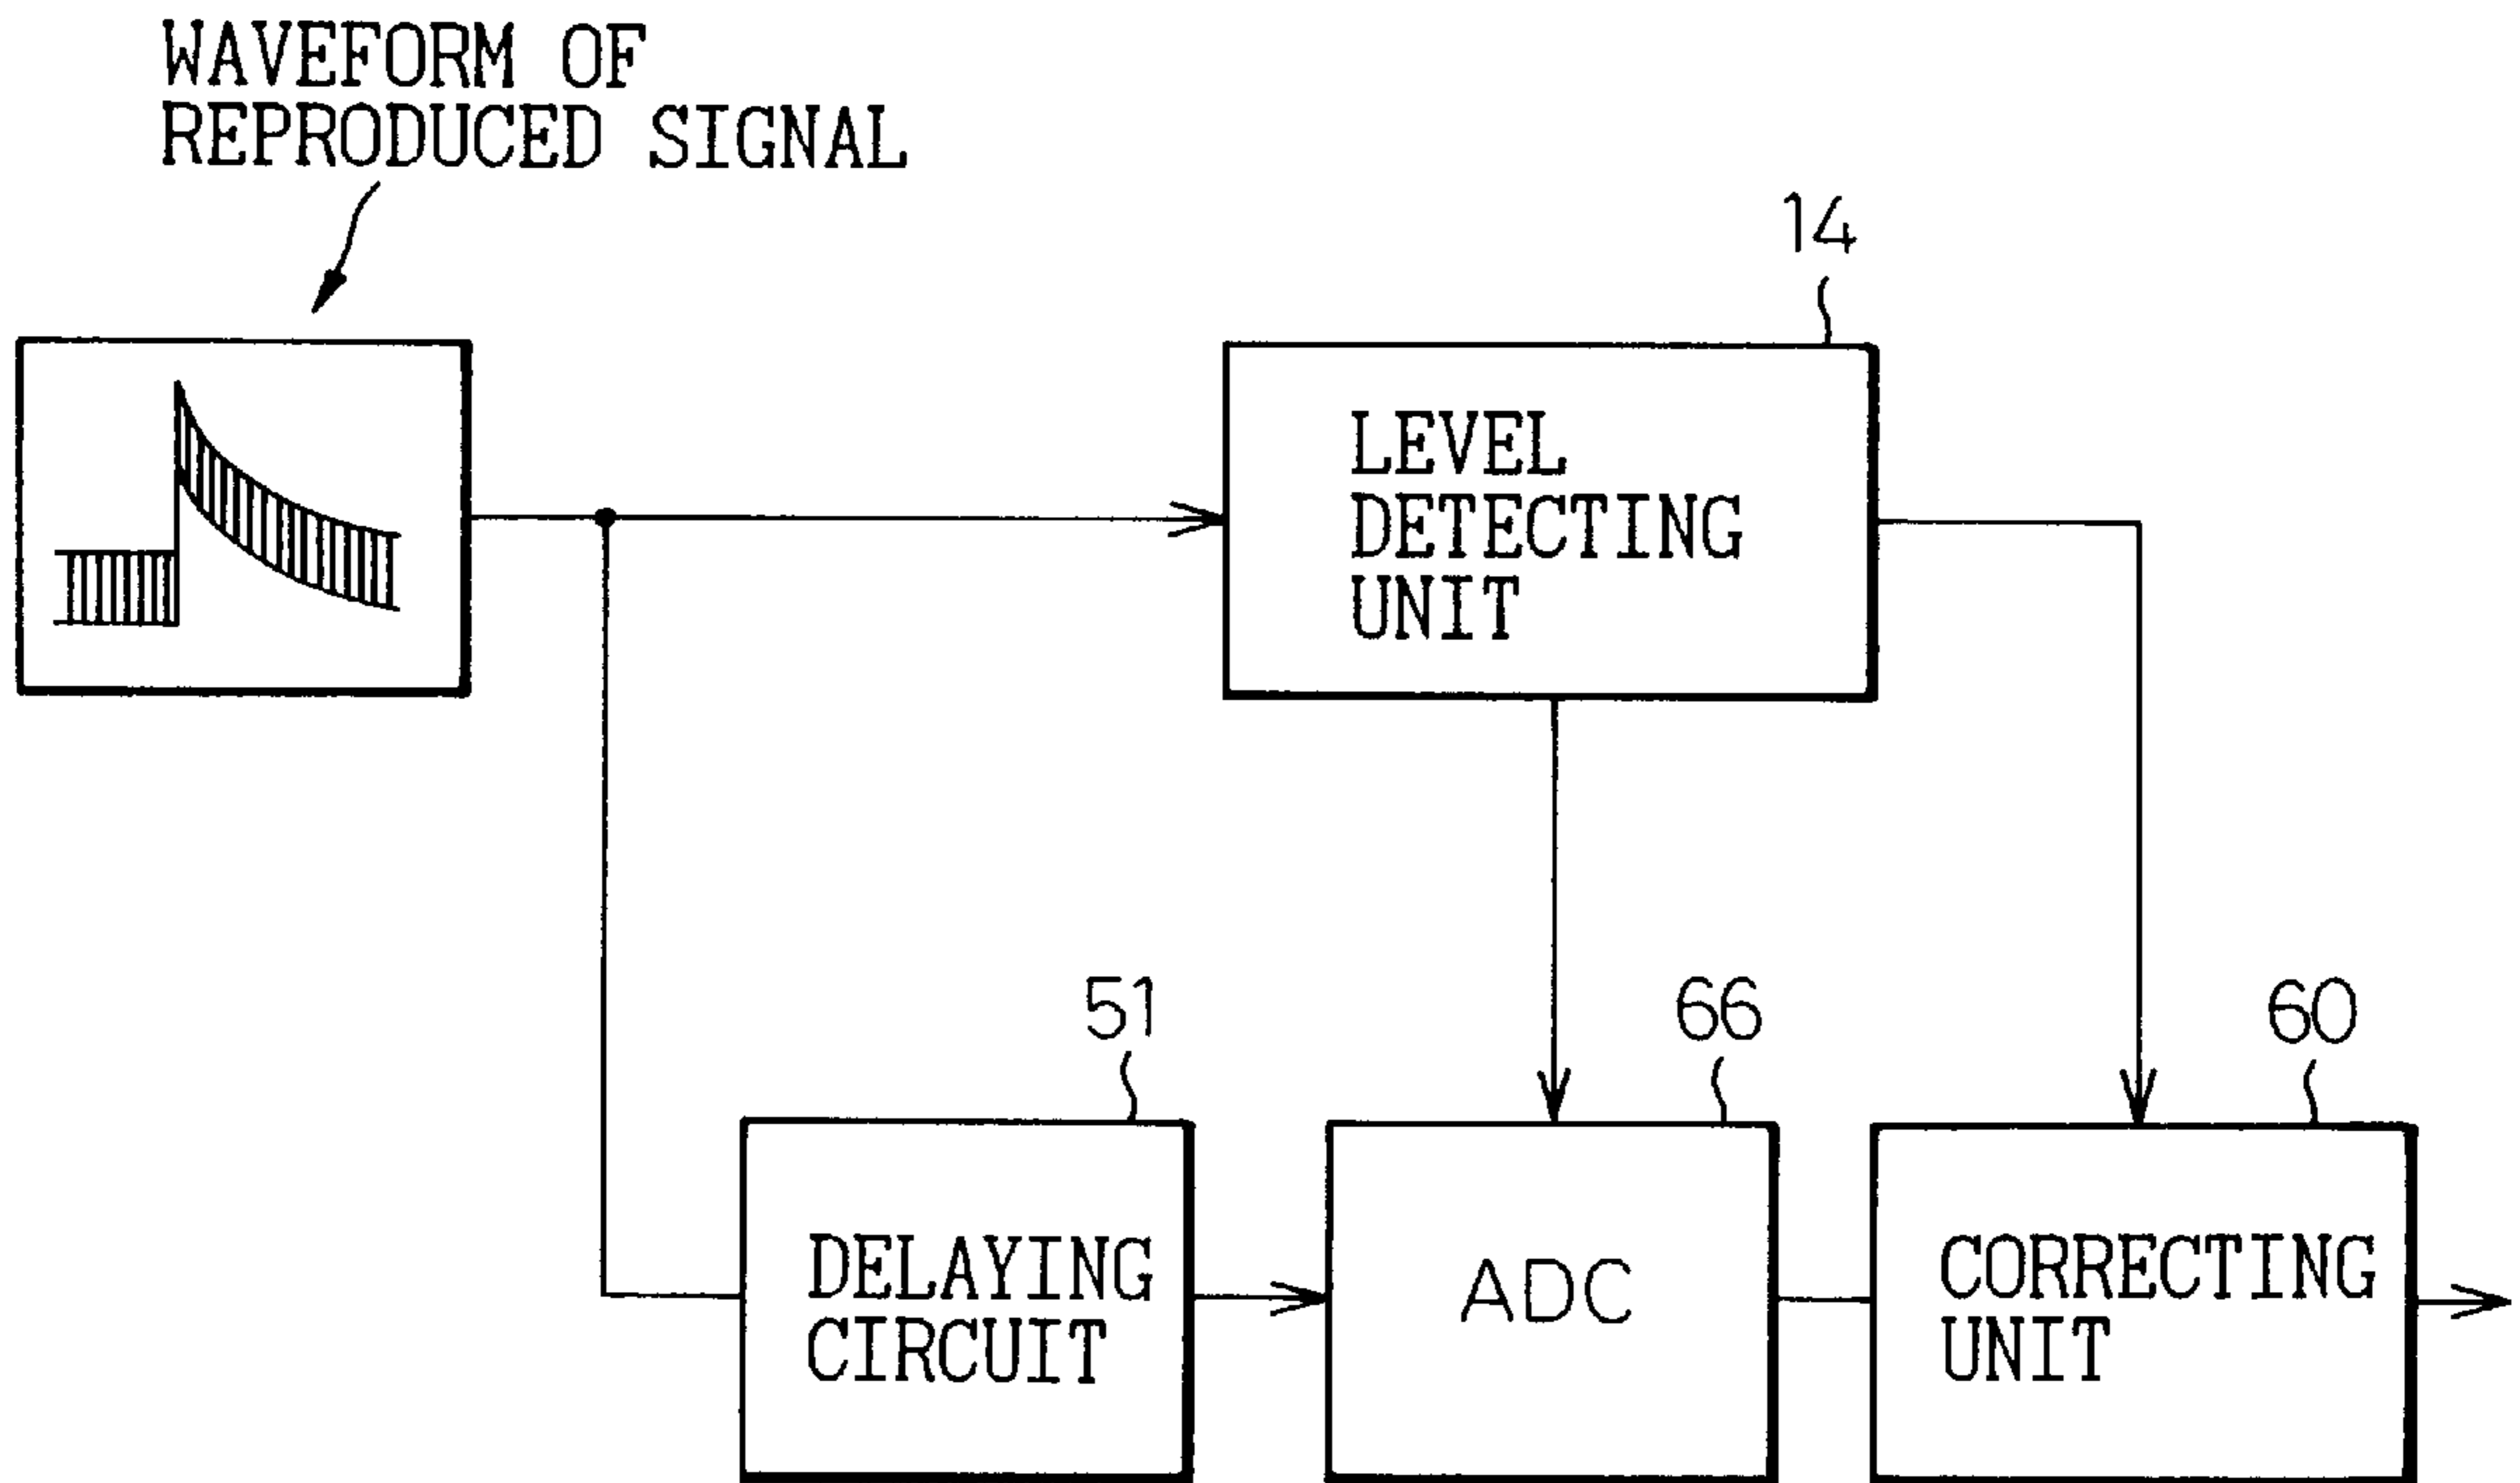 WAVEFORM OF
REPRODUCED SIGNAL
14
LEVEL
DETECTING
UNIT
51
66
60
DELAYING
CIRCUIT
ADC
CORRECTING
UNIT